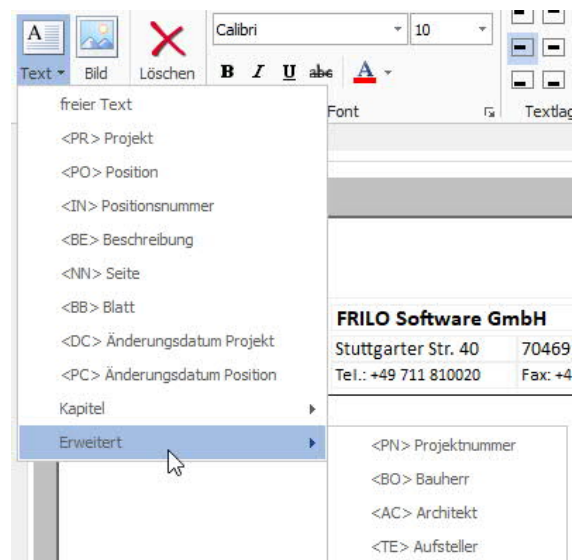 A
Calibri 10
Text Bild Löschen B I U abc A
Font Textlag
freier Text
<PR> Projekt
<PO> Position
<IN> Positionsnummer
<BE> Beschreibung
<NN> Seite
<BB> Blatt
<DC> Änderungsdatum Projekt
<PC> Änderungsdatum Position
Kapitel
Erweitert
<PN> Projektnummer
<BO> Bauherr
<AC> Architekt
<TE> Aufsteller
FRILO Software GmbH
Stuttgarter Str. 40 70469
Tel.: +49 711 810020 Fax: +4